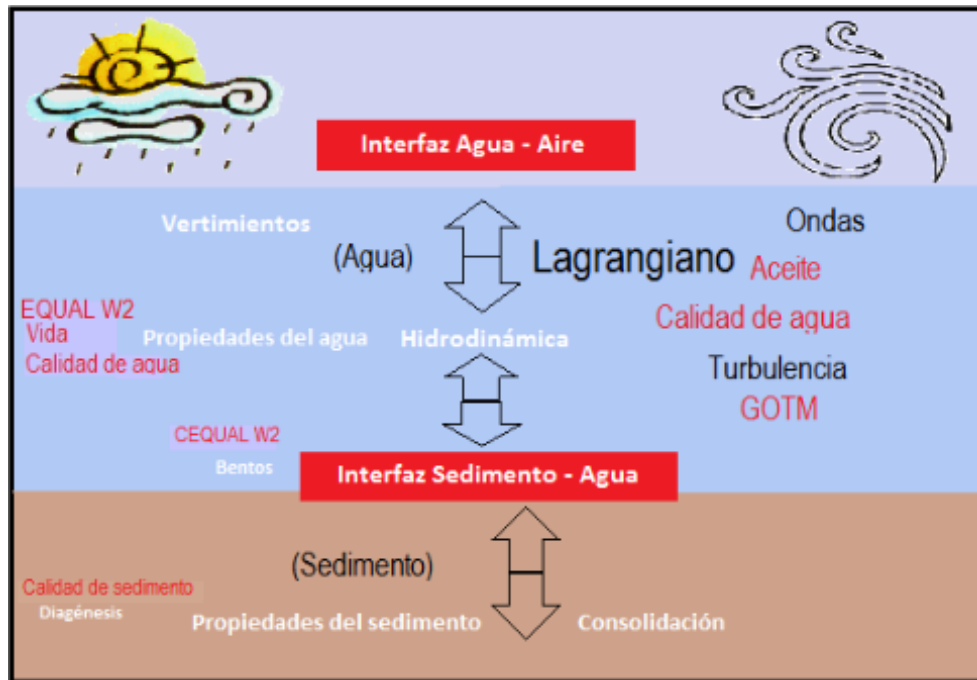 Interfaz Agua - Aire
Vertimientos
(Agua)
Lagrangiano
Ondas
Aceite
EQUAL W2
Vida
Calidad de agua
Propiedades del agua
Hidrodinámica
Calidad de agua
Turbulencia
GOTM
CEQUAL W2
Bentos
Interfaz Sedimento - Agua
(Sedimento)
Calidad de sedimento
Diagénesis
Propiedades del sedimento
Consolidación